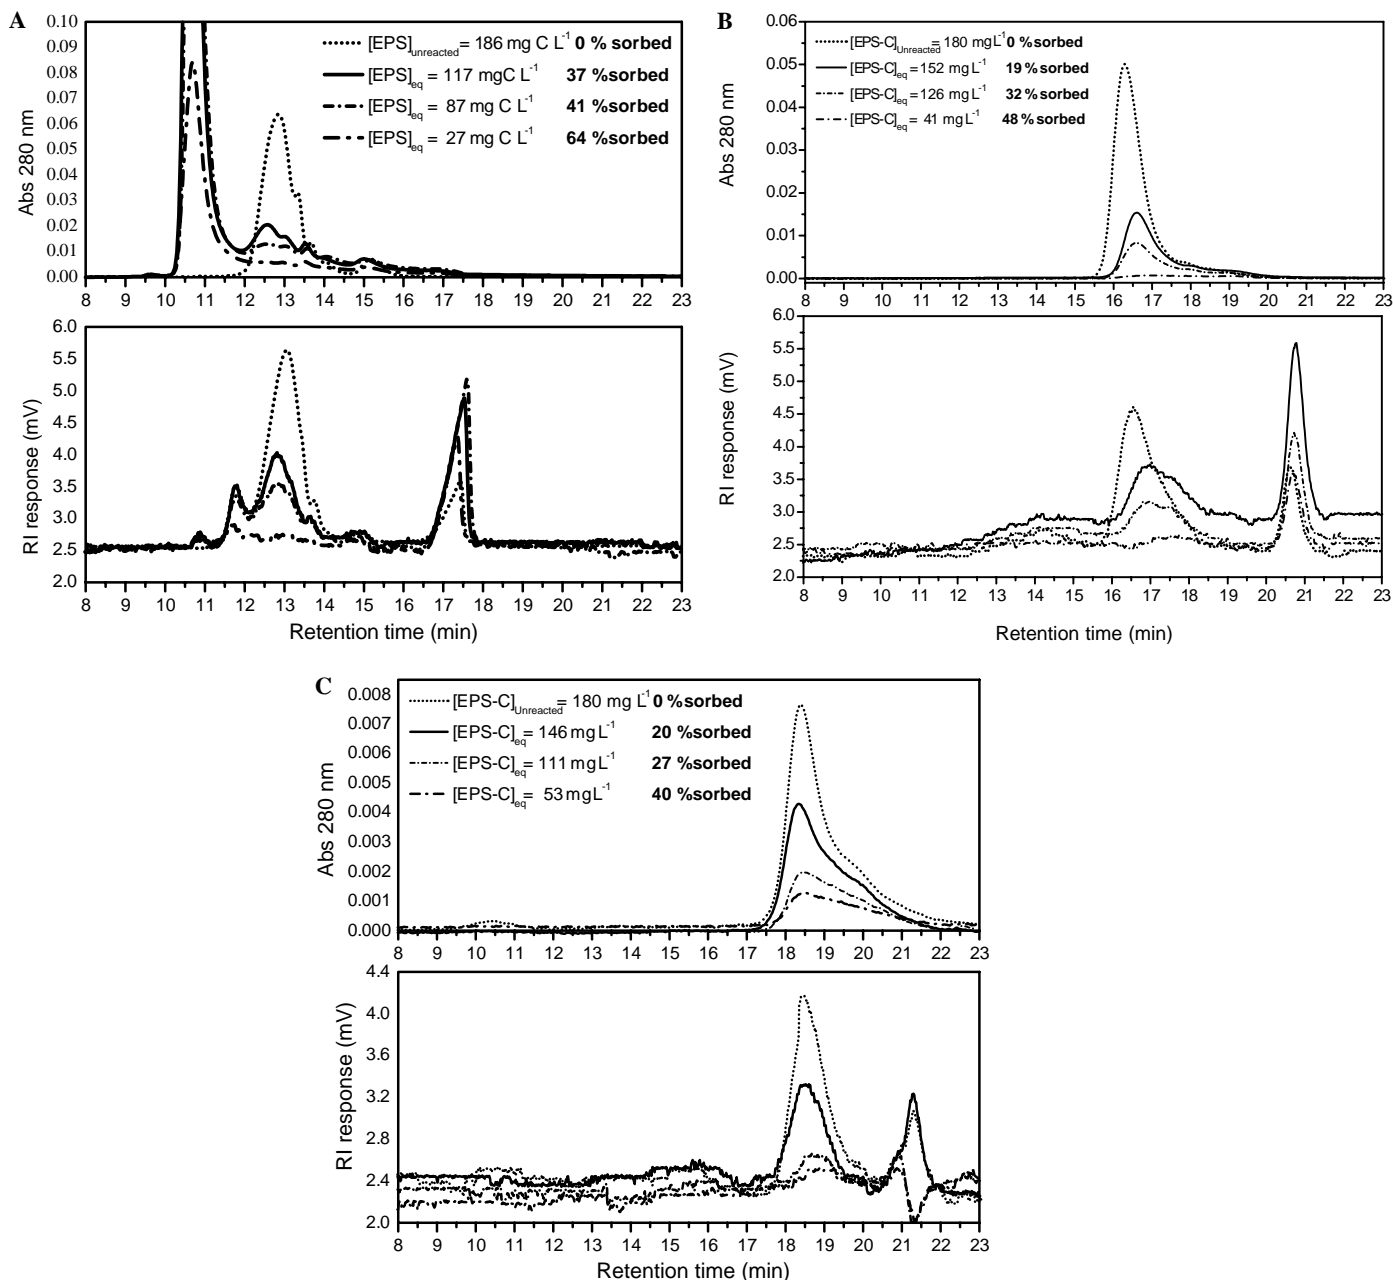 A
[EPS]unreacted = 186 mg C L-1 0 % sorbed
[EPS]eq = 117 mgC L-1 37 %sorbed
[EPS]eq = 87 mg C L-1 41 %sorbed
[EPS]eq = 27 mg C L-1 64 %sorbed
Abs 280 nm
0.10
0.09
0.08
0.07
0.06
0.05
0.04
0.03
0.02
0.01
0.00
8 9 10 11 12 13 14 15 16 17 18 19 20 21 22 23
RI response (mV)
6.0
5.5
5.0
4.5
4.0
3.5
3.0
2.5
2.0
8 9 10 11 12 13 14 15 16 17 18 19 20 21 22 23
Retention time (min)
B
[EPS-C]Unreacted = 180 mgL-1 0 %sorbed
[EPS-C]eq = 152 mgL-1 19 %sorbed
[EPS-C]eq = 126 mgL-1 32 %sorbed
[EPS-C]eq = 41 mgL-1 48 %sorbed
Abs 280 nm
0.06
0.05
0.04
0.03
0.02
0.01
0.00
8 9 10 11 12 13 14 15 16 17 18 19 20 21 22 23
RI response (mV)
6.0
5.5
5.0
4.5
4.0
3.5
3.0
2.5
2.0
8 9 10 11 12 13 14 15 16 17 18 19 20 21 22 23
Retention time (min)
C
[EPS-C]Unreacted = 180 mg L-1 0 %sorbed
[EPS-C]eq = 146 mgL-1 20 %sorbed
[EPS-C]eq = 111 mgL-1 27 %sorbed
[EPS-C]eq = 53 mgL-1 40 %sorbed
Abs 280 nm
0.008
0.007
0.006
0.005
0.004
0.003
0.002
0.001
0.000
8 9 10 11 12 13 14 15 16 17 18 19 20 21 22 23
RI response (mV)
4.4
4.0
3.6
3.2
2.8
2.4
2.0
8 9 10 11 12 13 14 15 16 17 18 19 20 21 22 23
Retention time (min)